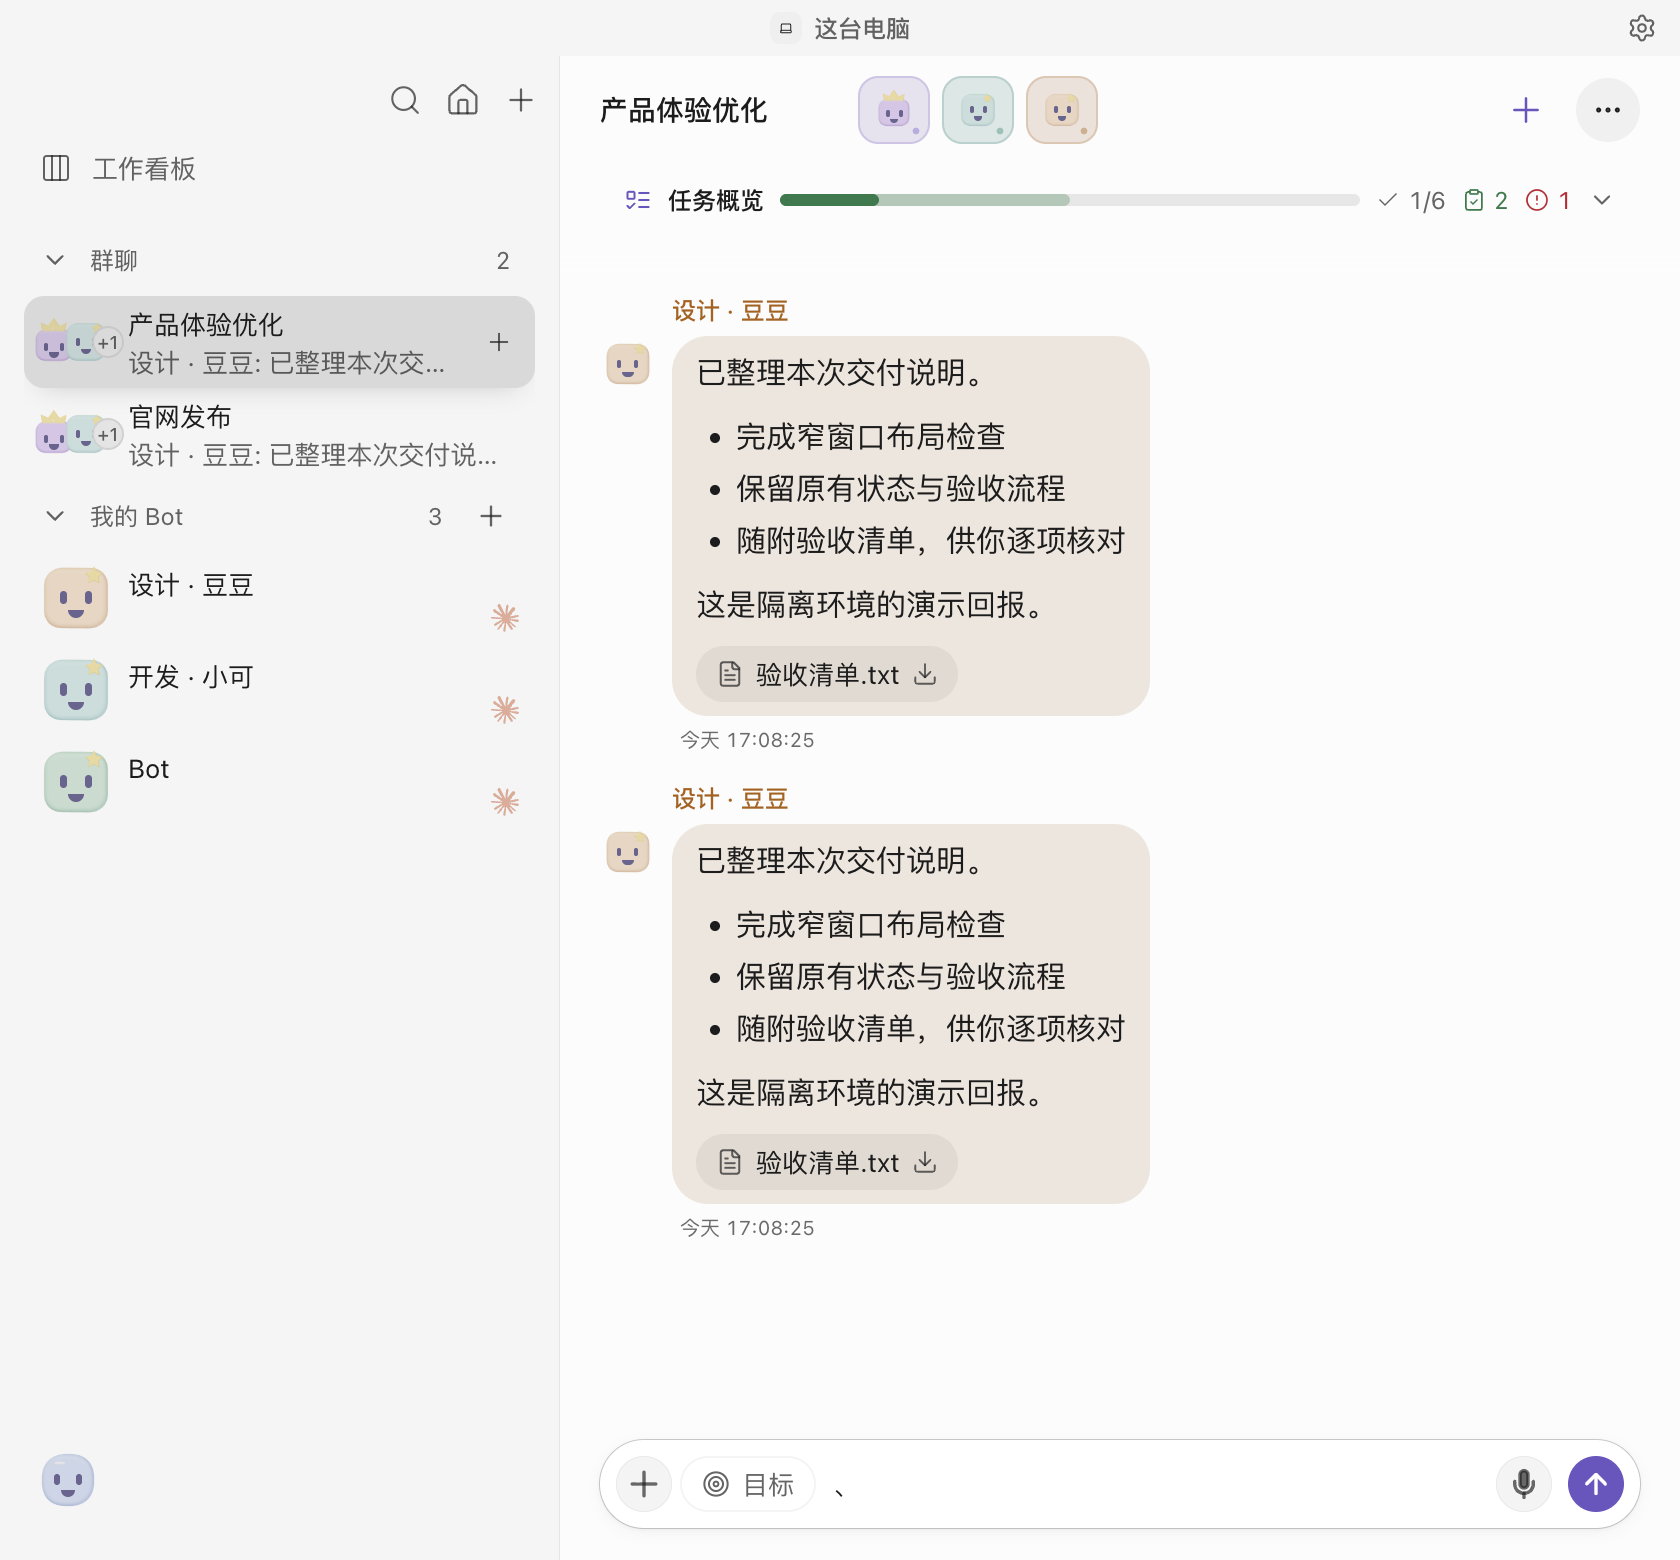 这台电脑
工作看板
群聊 2
+1 产品体验优化
设计 · 豆豆: 已整理本次交...
+1 官网发布
设计 · 豆豆: 已整理本次交付说...
我的 Bot 3
设计 · 豆豆
开发 · 小可
Bot
产品体验优化
任务概览 1/6 2 1
设计 · 豆豆
已整理本次交付说明。
• 完成窄窗口布局检查
• 保留原有状态与验收流程
• 随附验收清单，供你逐项核对
这是隔离环境的演示回报。
验收清单.txt
今天 17:08:25
设计 · 豆豆
已整理本次交付说明。
• 完成窄窗口布局检查
• 保留原有状态与验收流程
• 随附验收清单，供你逐项核对
这是隔离环境的演示回报。
验收清单.txt
今天 17:08:25
目标 、